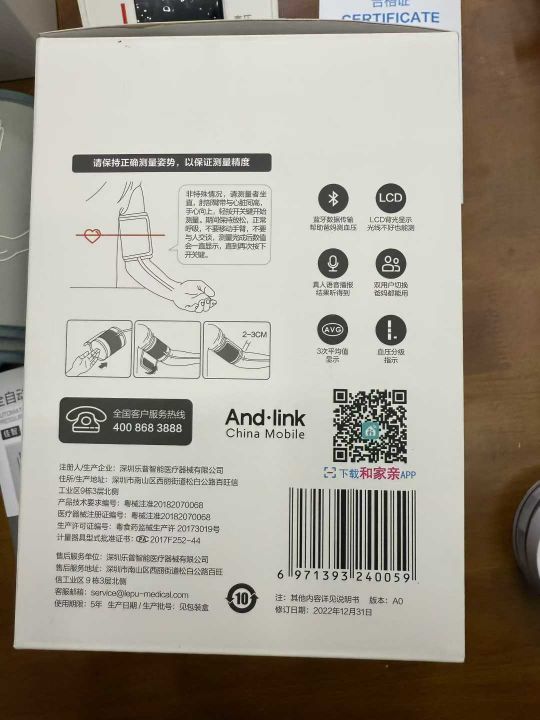 合格证
CERTIFICATE
请保持正确测量姿势，以保证测量精度
非特殊情况，请测量者坐
直，肘部臂带与心脏同高，
手心向上，轻按开关键开始
测量。期间保持放松，正常
呼吸，不要移动手臂，不要
与人交谈，测量完成后数值
会一直显示，直到再次按下
开关键。
蓝牙数据传输
帮助爸妈测血压
LCD
LCD背光显示
光线不好也能测
真人语音播报
结果听得到
双用户切换
爸妈都能用
AVG
3次平均值
显示
血压分级
指示
2-3CM
全国客户服务热线
400 868 3888
And-link
China Mobile
下载和家亲APP
注册人/生产企业：深圳乐普智能医疗器械有限公司
住所/生产地址：深圳市南山区西丽街道松白公路百旺信
工业区9栋3层北侧
产品技术要求编号：粤械注准20182070068
医疗器械注册证编号：粤械注准20182070068
生产许可证编号：粤食药监械生产许 20173019号
计量器具型式批准证书：2017F252-44
售后服务单位：深圳乐普智能医疗器械有限公司
售后服务地址：深圳市南山区西丽街道松白公路百旺
信工业区 9 栋3层北侧
客服邮箱：service@lepu-medical.com
使用期限：5年 生产日期 / 生产批号：见包装盒
10
6 971393 240059
注：其他内容详见说明书 版本：A0
修订日期：2022年12月31日
全自动